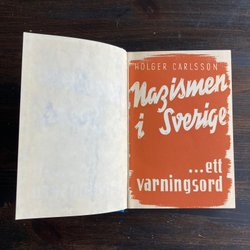 HOLGER CARLSSON
Nazismen
i Sverige
...ett
varningsord